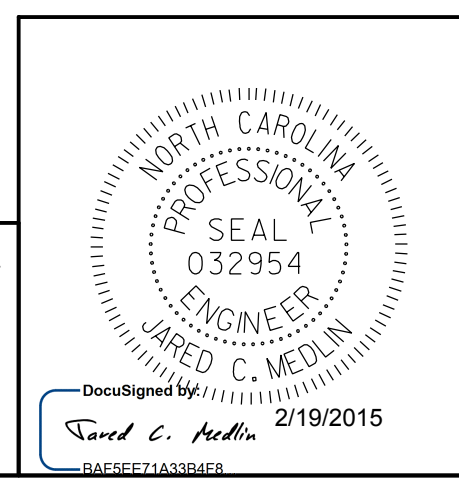 NORTH CAROLINA
PROFESSIONAL
SEAL
032954
ENGINEER
JARED C. MEDLIN
DocuSigned by:
Jared C. Medlin
2/19/2015
BAF5EE71A33B4F8...